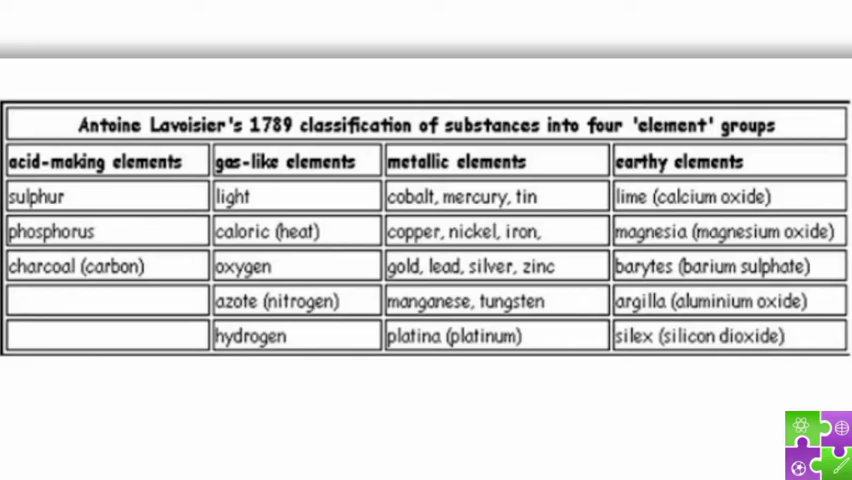 Antoine Lavoisier's 1789 classification of substances into four 'element' groups
acid-making elements gas-like elements metallic elements earthy elements
sulphur light cobalt, mercury, tin lime (calcium oxide)
phosphorus caloric (heat) copper, nickel, iron, magnesia (magnesium oxide)
charcoal (carbon) oxygen gold, lead, silver, zinc barytes (barium sulphate)
azote (nitrogen) manganese, tungsten argilla (aluminium oxide)
hydrogen platina (platinum) silex (silicon dioxide)